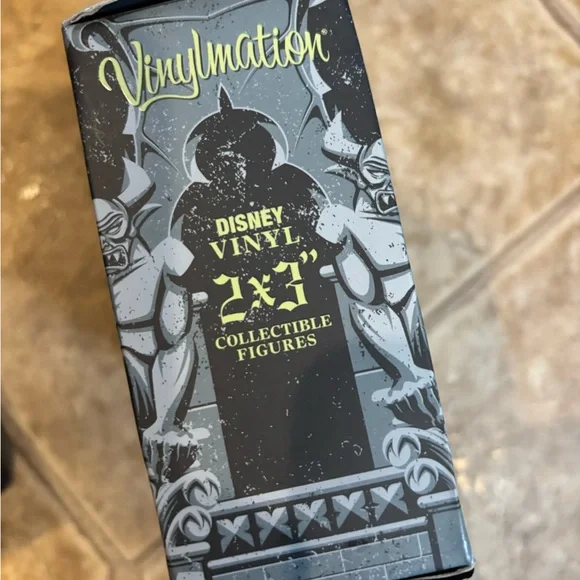 Vinylmation®
DISNEY
VINYL
2x3"
COLLECTIBLE
FIGURES